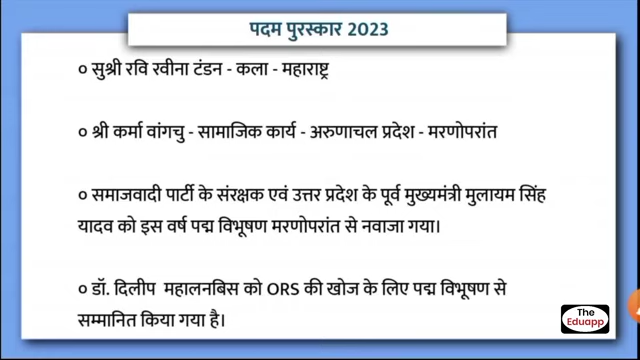 पदम पुरस्कार 2023
० सुश्री रवि रवीना टंडन - कला - महाराष्ट्र
० श्री कर्मा वांगचु - सामाजिक कार्य - अरुणाचल प्रदेश - मरणोपरांत
० समाजवादी पार्टी के संरक्षक एवं उत्तर प्रदेश के पूर्व मुख्यमंत्री मुलायम सिंह
यादव को इस वर्ष पद्म विभूषण मरणोपरांत से नवाजा गया।
० डॉ. दिलीप महालनबिस को ORS की खोज के लिए पद्म विभूषण से
सम्मानित किया गया है।
The
Eduapp